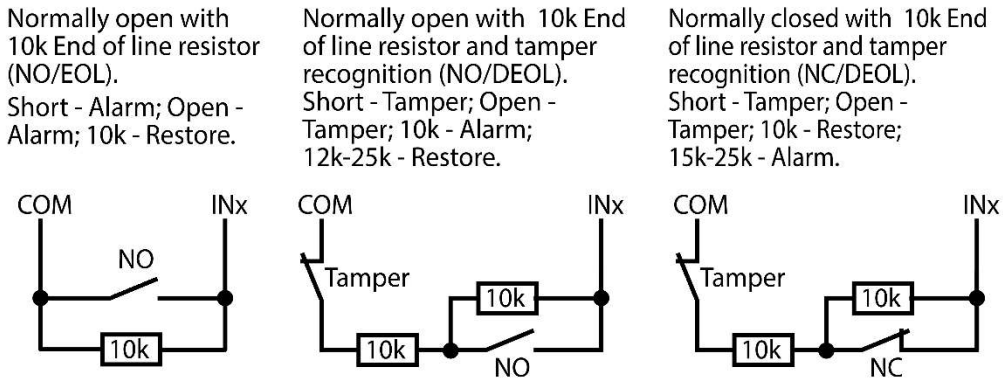 Normally open with
10k End of line resistor
(NO/EOL).
Short - Alarm; Open -
Alarm; 10k - Restore.
COM
INx
NO
10k
Normally open with  10k End
of line resistor and tamper
recognition (NO/DEOL).
Short - Tamper; Open -
Tamper; 10k - Alarm;
12k-25k - Restore.
COM
INx
Tamper
10k
10k
NO
Normally closed with  10k End
of line resistor and tamper
recognition (NC/DEOL).
Short - Tamper; Open -
Tamper; 10k - Restore;
15k-25k - Alarm.
COM
INx
Tamper
10k
10k
NC